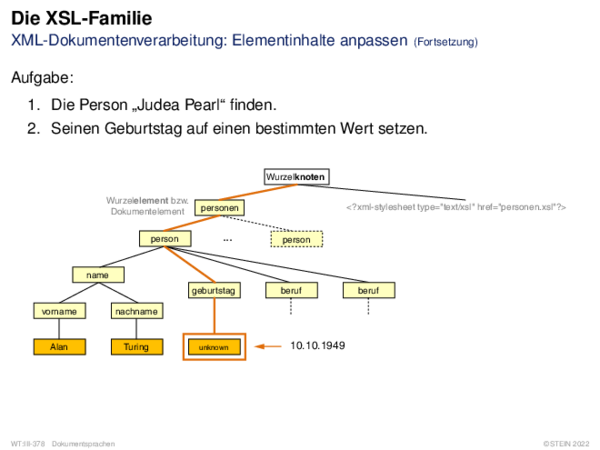 Die XSL-Familie
XML-Dokumentenverarbeitung: Elementinhalte anpassen (Fortsetzung)
Aufgabe:
1. Die Person „Judea Pearl“ finden.
2. Seinen Geburtstag auf einen bestimmten Wert setzen.
Wurzelknoten
Wurzelelement bzw.
Dokumentelement
personen
<?xml-stylesheet type="text/xsl" href="personen.xsl"?>
person
...
person
name
geburtstag
beruf
beruf
vorname
nachname
Alan
Turing
unknown
10.10.1949
WT:III-378 Dokumentsprachen
©STEIN 2022